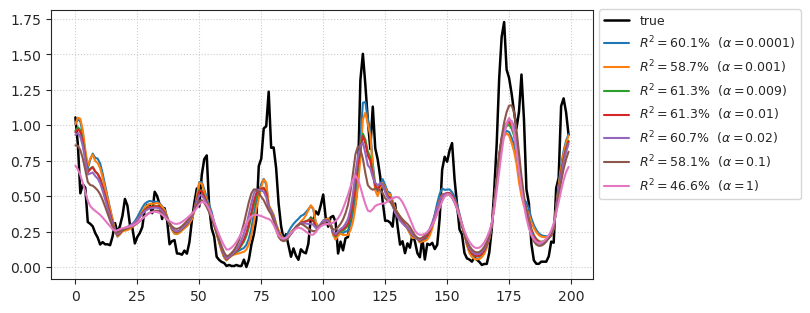 true
R² = 60.1% (α = 0.0001)
R² = 58.7% (α = 0.001)
R² = 61.3% (α = 0.009)
R² = 61.3% (α = 0.01)
R² = 60.7% (α = 0.02)
R² = 58.1% (α = 0.1)
R² = 46.6% (α = 1)
1.75
1.50
1.25
1.00
0.75
0.50
0.25
0.00
0 25 50 75 100 125 150 175 200